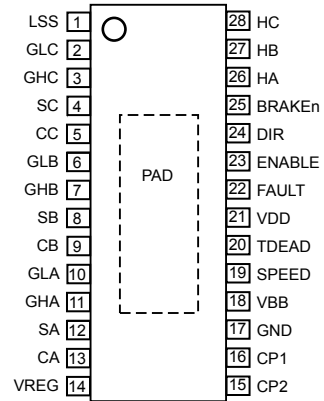 LSS 1
GLC 2
GHC 3
SC 4
CC 5
GLB 6
GHB 7
SB 8
CB 9
GLA 10
GHA 11
SA 12
CA 13
VREG 14
PAD
28 HC
27 HB
26 HA
25 BRAKEn
24 DIR
23 ENABLE
22 FAULT
21 VDD
20 TDEAD
19 SPEED
18 VBB
17 GND
16 CP1
15 CP2